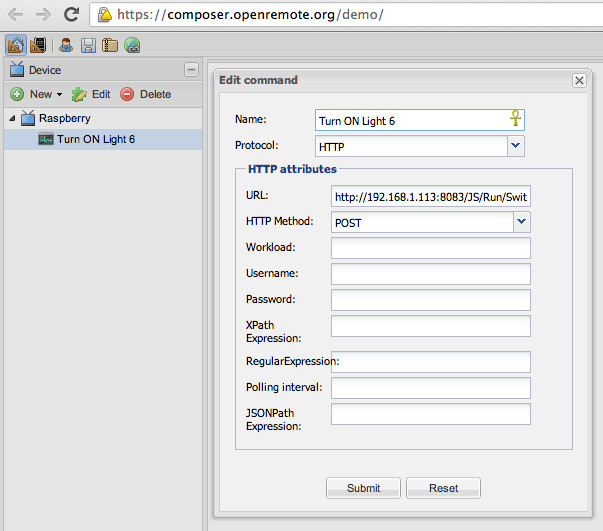 https://composer.openremote.org/demo/
Device
New Edit Delete
Raspberry
Turn ON Light 6
Edit command
Name: Turn ON Light 6
Protocol: HTTP
HTTP attributes
URL: http://192.168.1.113:8083/JS/Run/Swit
HTTP Method: POST
Workload:
Username:
Password:
XPath
Expression:
RegularExpression:
Polling interval:
JSONPath
Expression:
Submit Reset